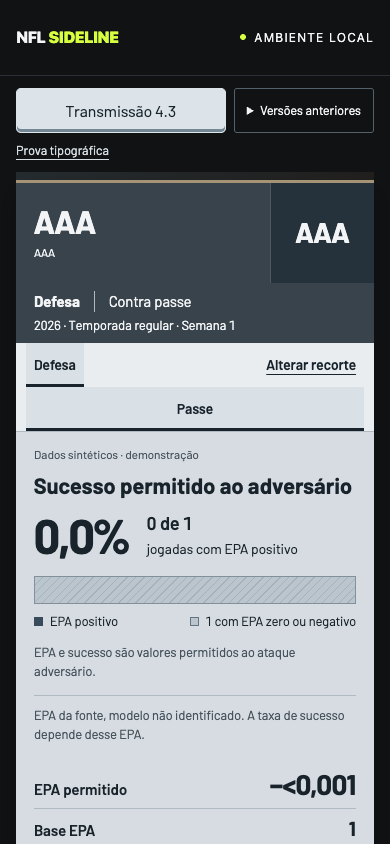 NFL SIDELINE
AMBIENTE LOCAL
Transmissão 4.3
Versões anteriores
Prova tipográfica
AAA
AAA
AAA
Defesa
Contra passe
2026 · Temporada regular · Semana 1
Defesa
Alterar recorte
Passe
Dados sintéticos · demonstração
Sucesso permitido ao adversário
0,0%
0 de 1
jogadas com EPA positivo
EPA positivo
1 com EPA zero ou negativo
EPA e sucesso são valores permitidos ao ataque
adversário.
EPA da fonte, modelo não identificado. A taxa de sucesso
depende desse EPA.
EPA permitido
−<0,001
Base EPA
1